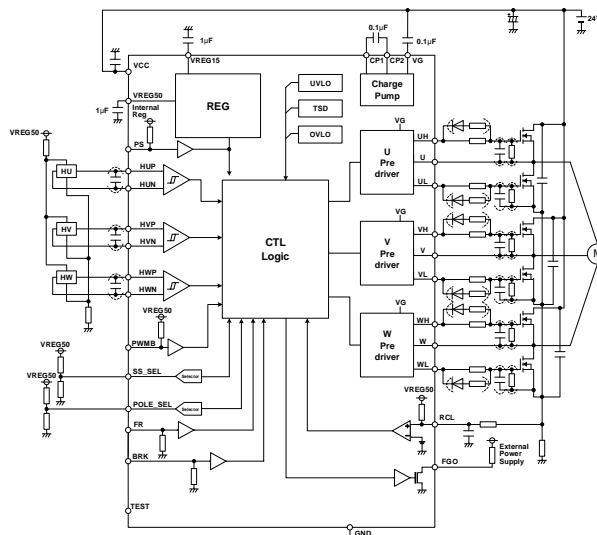 1μF
0.1μF
0.1μF
24V
VCC
VREG15
CP1
CP2
VG
1μF
VREG50
Internal
Reg
REG
UVLO
TSD
OVLO
Charge
Pump
VREG50
PS
VG
UH
U
Pre
driver
U
UL
HU
HUP
HUN
HV
HVP
HVN
HW
HWP
HWN
CTL
Logic
VG
VH
V
Pre
driver
V
VL
VG
WH
W
Pre
driver
W
WL
M
VREG50
PWMB
VREG50
SS_SEL
Selector
VREG50
POLE_SEL
Selector
FR
BRK
TEST
VREG50
RCL
External
Power
Supply
FGO
GND